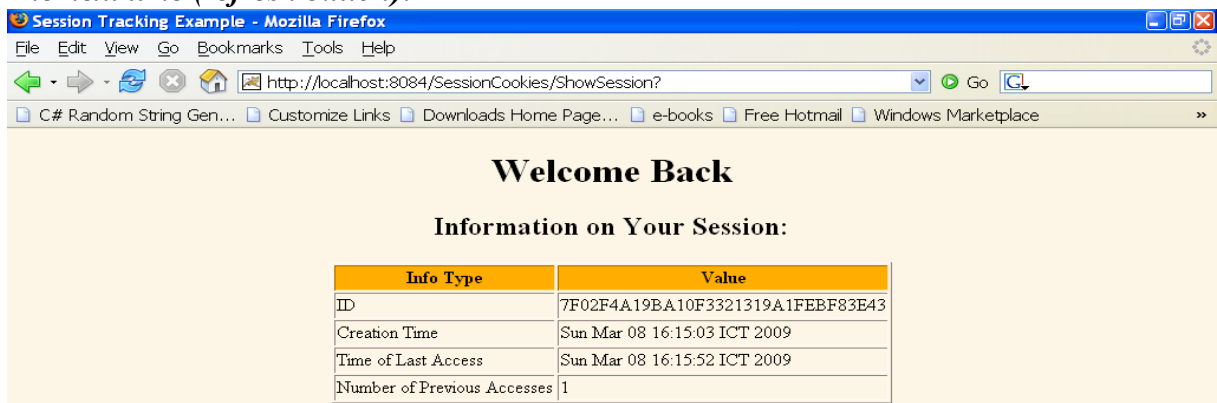 Session Tracking Example - Mozilla Firefox
File Edit View Go Bookmarks Tools Help
http://localhost:8084/SessionCookies/ShowSession? Go G
C# Random String Gen... Customize Links Downloads Home Page... e-books Free Hotmail Windows Marketplace »
Welcome Back
Information on Your Session:
Info Type Value
ID 7F02F4A19BA10F3321319A1FEBF83E43
Creation Time Sun Mar 08 16:15:03 ICT 2009
Time of Last Access Sun Mar 08 16:15:52 ICT 2009
Number of Previous Accesses 1